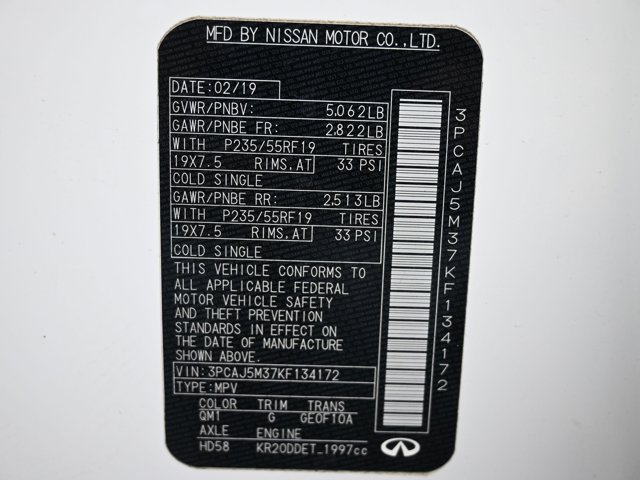 MFD BY NISSAN MOTOR CO.,LTD.
DATE:02/19
GVWR/PNBV: 5,062LB
GAWR/PNBE FR: 2,822LB
WITH P235/55RF19 TIRES
19X7.5 RIMS,AT 33 PSI
COLD SINGLE
GAWR/PNBE RR: 2,513LB
WITH P235/55RF19 TIRES
19X7.5 RIMS,AT 33 PSI
COLD SINGLE
THIS VEHICLE CONFORMS TO
ALL APPLICABLE FEDERAL
MOTOR VEHICLE SAFETY
AND THEFT PREVENTION
STANDARDS IN EFFECT ON
THE DATE OF MANUFACTURE
SHOWN ABOVE.
VIN:3PCAJ5M37KF134172
TYPE:MPV
COLOR TRIM TRANS
QM1 G GE0F10A
AXLE ENGINE
HD58 KR20DDET_1997cc
3PCAJ5M37KF134172